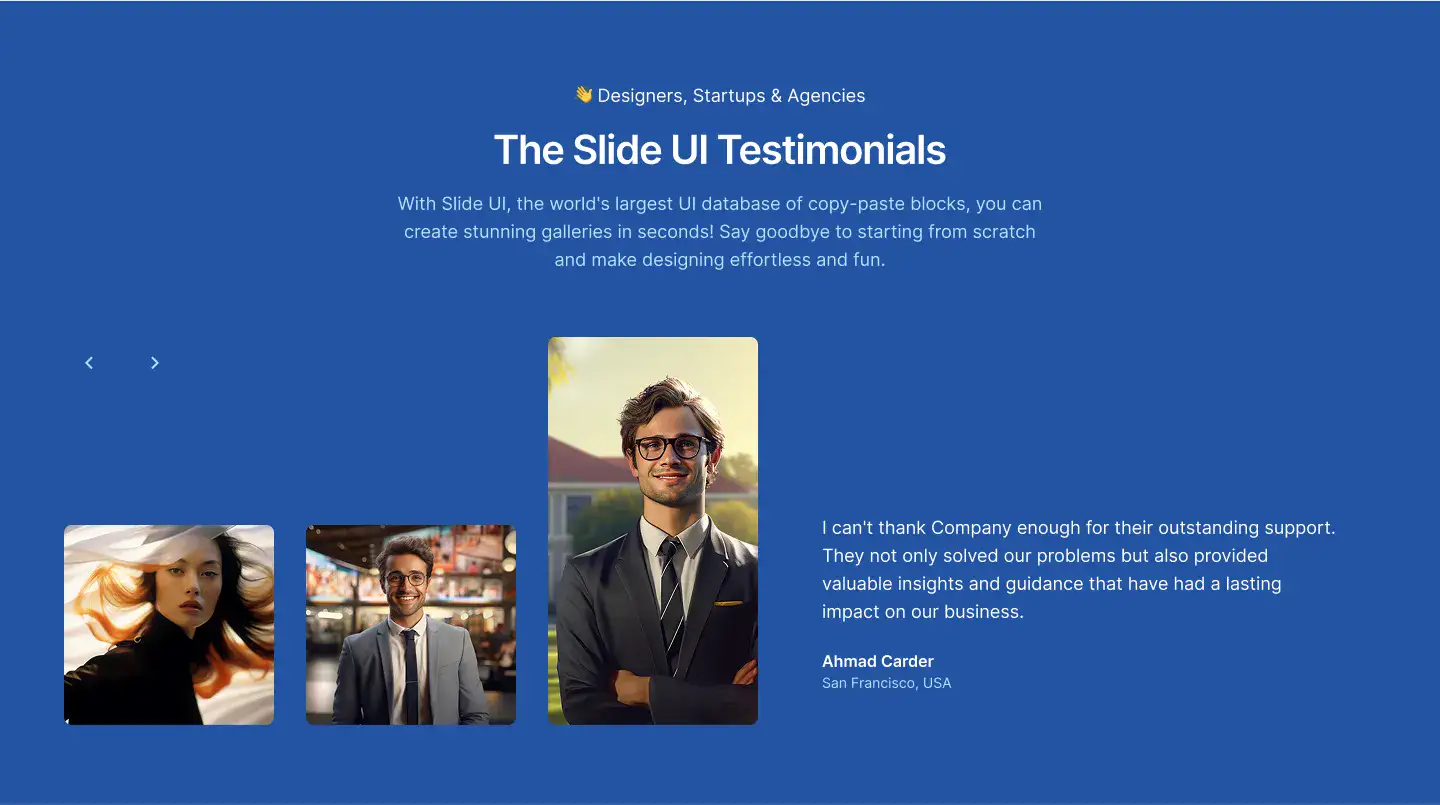 👋 Designers, Startups & Agencies
The Slide UI Testimonials
With Slide UI, the world's largest UI database of copy-paste blocks, you can
create stunning galleries in seconds! Say goodbye to starting from scratch
and make designing effortless and fun.
I can't thank Company enough for their outstanding support.
They not only solved our problems but also provided
valuable insights and guidance that have had a lasting
impact on our business.
Ahmad Carder
San Francisco, USA